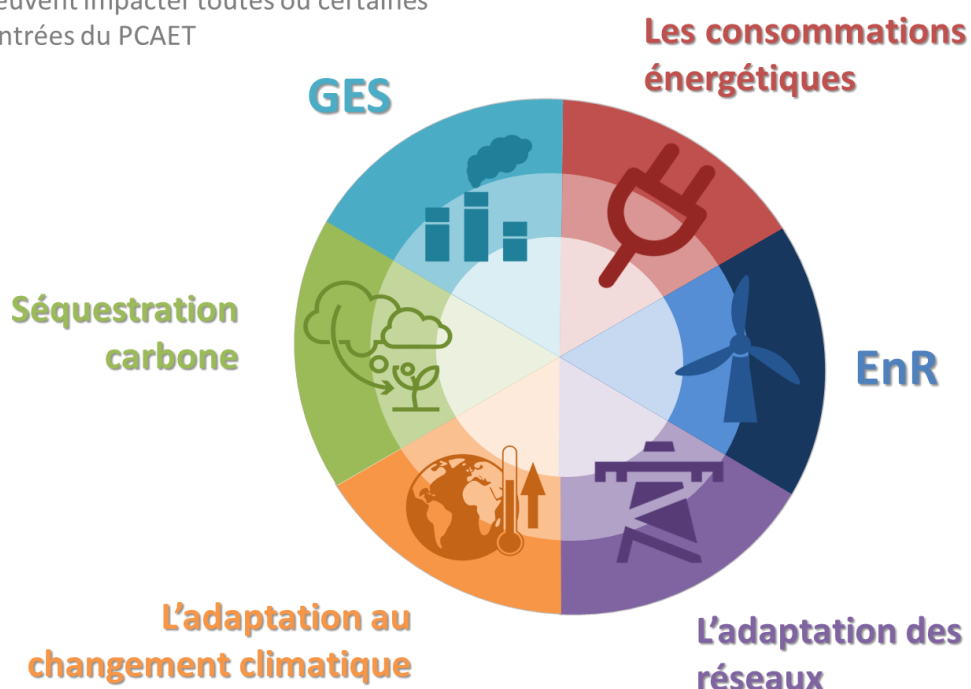 euvent impacter toutes ou certaines
ntrées du PCAET
Les consommations
énergétiques
GES
Séquestration
carbone
EnR
L'adaptation au
changement climatique
L'adaptation des
réseaux